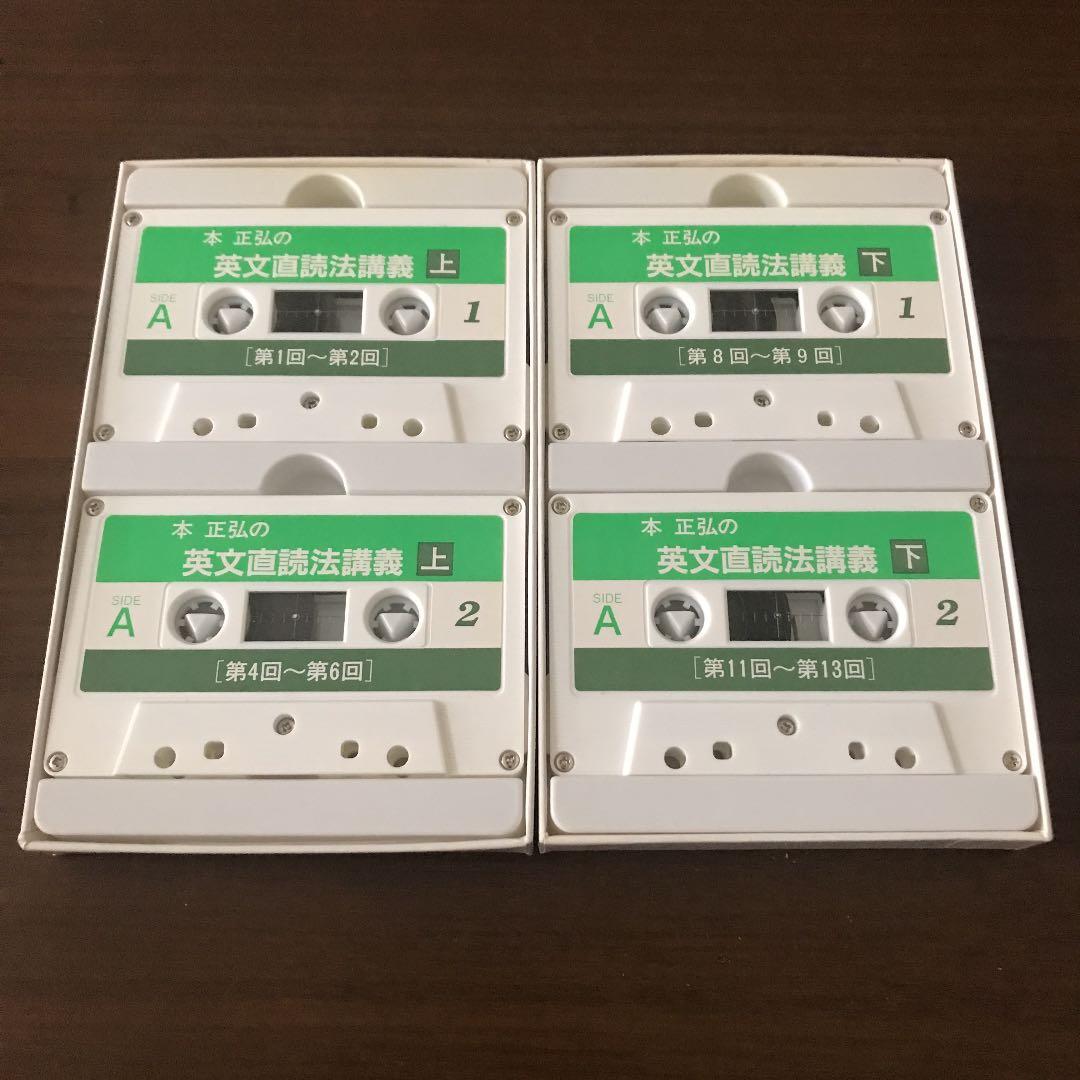 本 正弘の
英文直読法講義 上
SIDE
A
1
[第1回~第2回]
本 正弘の
英文直読法講義 上
SIDE
A
2
[第4回~第6回]
本 正弘の
英文直読法講義 下
SIDE
A
1
[第8回~第9回]
本 正弘の
英文直読法講義 下
SIDE
A
2
[第11回~第13回]